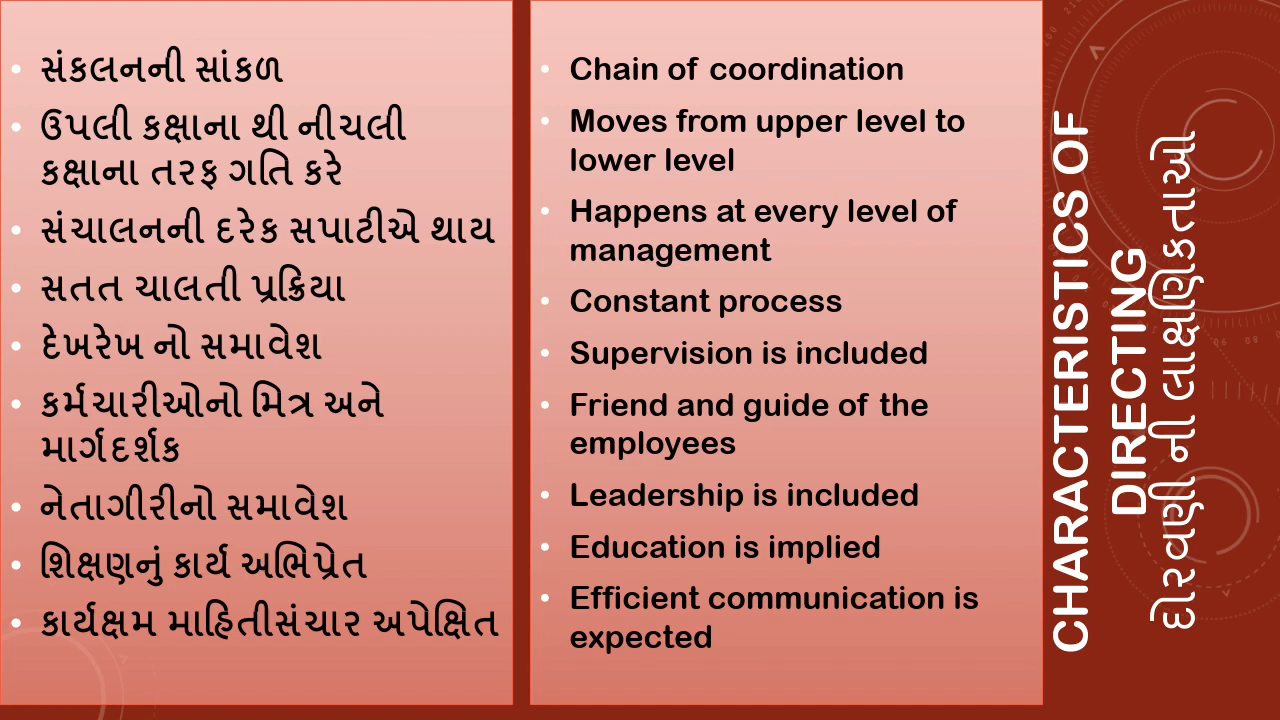 • સંકલનની સાંકળ
• ઉપલી કક્ષાના થી નીચલી
કક્ષાના તરફ ગતિ કરે
• સંચાલનની દરેક સપાટીએ થાય
• સતત ચાલતી પ્રક્રિયા
• દેખરેખ નો સમાવેશ
• કર્મચારીઓનો મિત્ર અને
માર્ગદર્શક
• નેતાગીરીનો સમાવેશ
• શિક્ષણનું કાર્ય અભિપ્રેત
• કાર્યક્ષમ માહિતીસંચાર અપેક્ષિત
• Chain of coordination
• Moves from upper level to
lower level
• Happens at every level of
management
• Constant process
• Supervision is included
• Friend and guide of the
employees
• Leadership is included
• Education is implied
• Efficient communication is
expected
CHARACTERISTICS OF
DIRECTING
દોરવણી ની લાક્ષણિકતાઓ